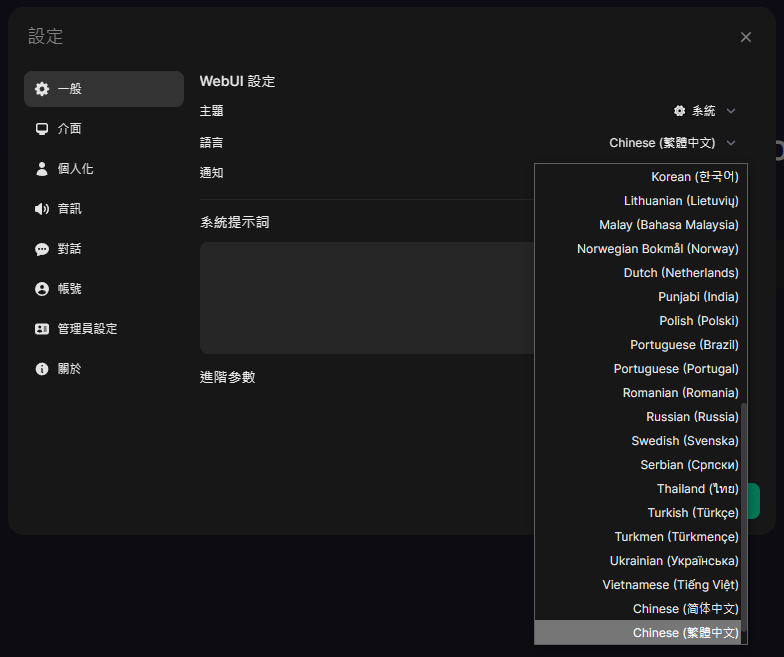 設定
一般
介面
個人化
音訊
對話
帳號
管理員設定
關於
WebUI 設定
主題
系統
語言
Chinese (繁體中文)
通知
系統提示詞
進階參數
Korean (한국어)
Lithuanian (Lietuvių)
Malay (Bahasa Malaysia)
Norwegian Bokmål (Norway)
Dutch (Netherlands)
Punjabi (India)
Polish (Polski)
Portuguese (Brazil)
Portuguese (Portugal)
Romanian (Romania)
Russian (Russia)
Swedish (Svenska)
Serbian (Српски)
Thailand (ไทย)
Turkish (Türkçe)
Turkmen (Türkmençe)
Ukrainian (Українська)
Vietnamese (Tiếng Việt)
Chinese (简体中文)
Chinese (繁體中文)